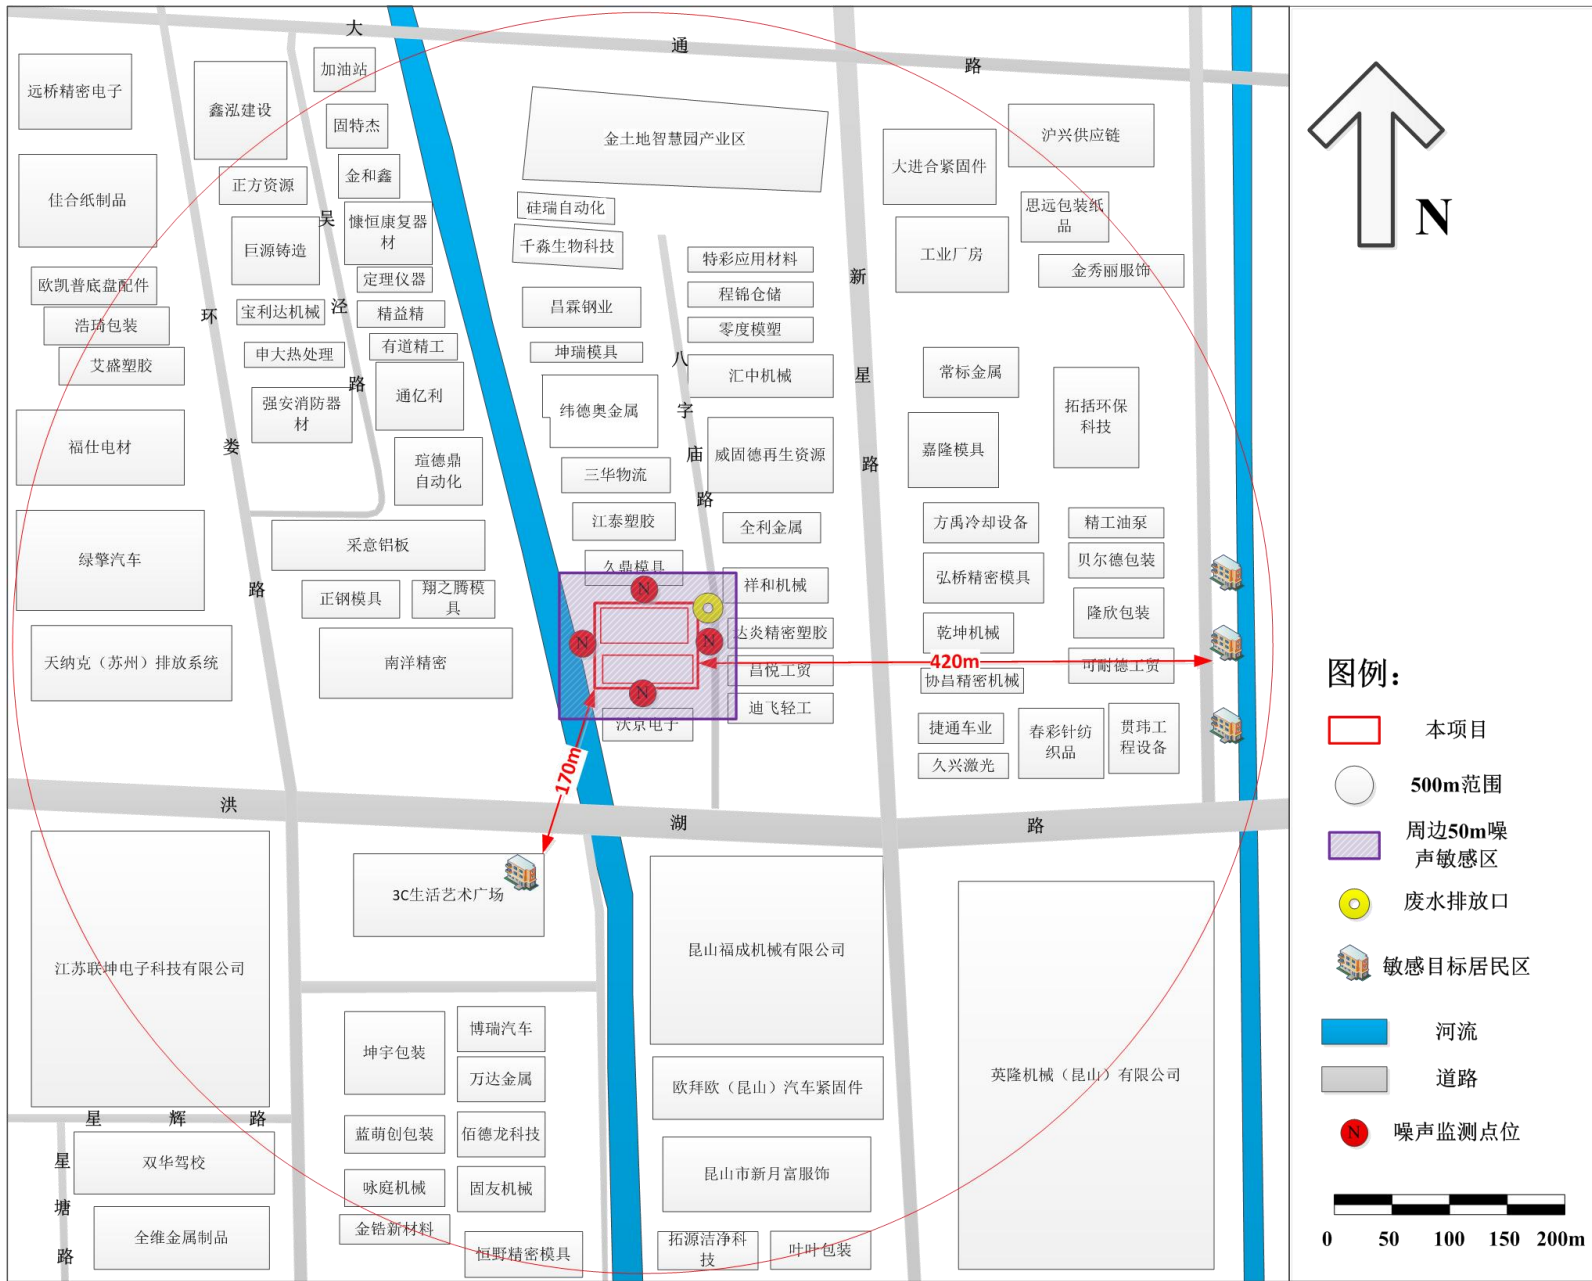 大
通
路
远桥精密电子
鑫泓建设
加油站
固特杰
金土地智慧园产业区
大进合紧固件
沪兴供应链
佳合纸制品
正方资源
金和鑫
吴
慷恒康复器
材
硅瑞自动化
千淼生物科技
思远包装纸
品
巨源铸造
特彩应用材料
工业厂房
金秀丽服饰
欧凯普底盘配件
定理仪器
程锦仓储
新
浩琦包装
环
宝利达机械
泾
精益精
昌霖钢业
零度模塑
艾盛塑胶
申大热处理
有道精工
坤瑞模具
八
汇中机械
星
常标金属
路
通亿利
强安消防器
材
纬德奥金属
字
拓括环保
科技
福仕电材
娄
瑄德鼎
自动化
三华物流
庙
威固德再生资源
路
嘉隆模具
路
江泰塑胶
全利金属
方禹冷却设备
精工油泵
绿擎汽车
采意铝板
久鼎模具
祥和机械
弘桥精密模具
贝尔德包装
路
正钢模具
翔之腾模
具
N
N
N
N
达炎精密塑胶
乾坤机械
隆欣包装
天纳克（苏州）排放系统
南洋精密
昌悦工贸
420m
可耐德工贸
协昌精密机械
沃京电子
迪飞轻工
捷通车业
春彩针纺
织品
贯玮工
程设备
久兴激光
170m
洪
湖
路
3C生活艺术广场
江苏联坤电子科技有限公司
昆山福成机械有限公司
坤宇包装
博瑞汽车
万达金属
欧拜欧（昆山）汽车紧固件
英隆机械（昆山）有限公司
星
辉
路
蓝萌创包装
佰德龙科技
星
塘
路
双华驾校
咏庭机械
固友机械
昆山市新月富服饰
全维金属制品
金锆新材料
恒野精密模具
拓源洁净科
技
叶叶包装
N
图例：
本项目
500m范围
周边50m噪
声敏感区
废水排放口
敏感目标居民区
河流
道路
N
噪声监测点位
0 50 100 150 200m